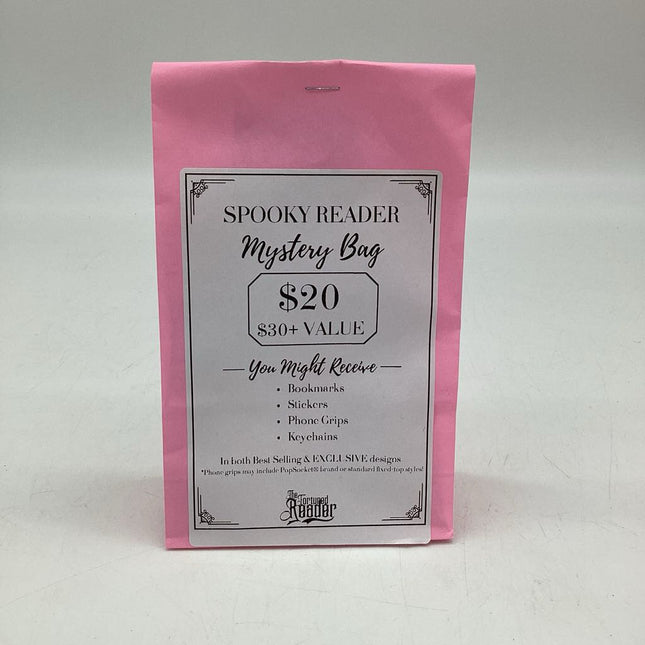 SPOOKY READER
Mystery Bag
$20
$30+ VALUE
You Might Receive
• Bookmarks
• Stickers
• Phone Grips
• Keychains
In both Best Selling & EXCLUSIVE designs
*Phone grips may include PopSocket® brand or standard fixed-top styles!
The
Tortured
Reader